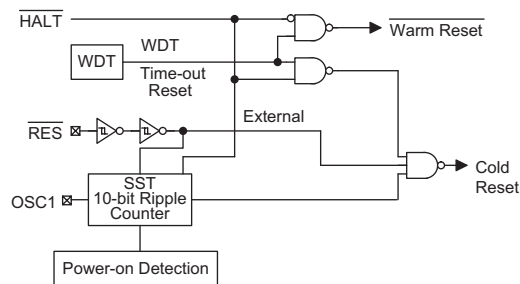 HALT
WDT
WDT
Time-out
Reset
Warm Reset
RES
External
Cold
Reset
OSC1
SST
10-bit Ripple
Counter
Power-on Detection